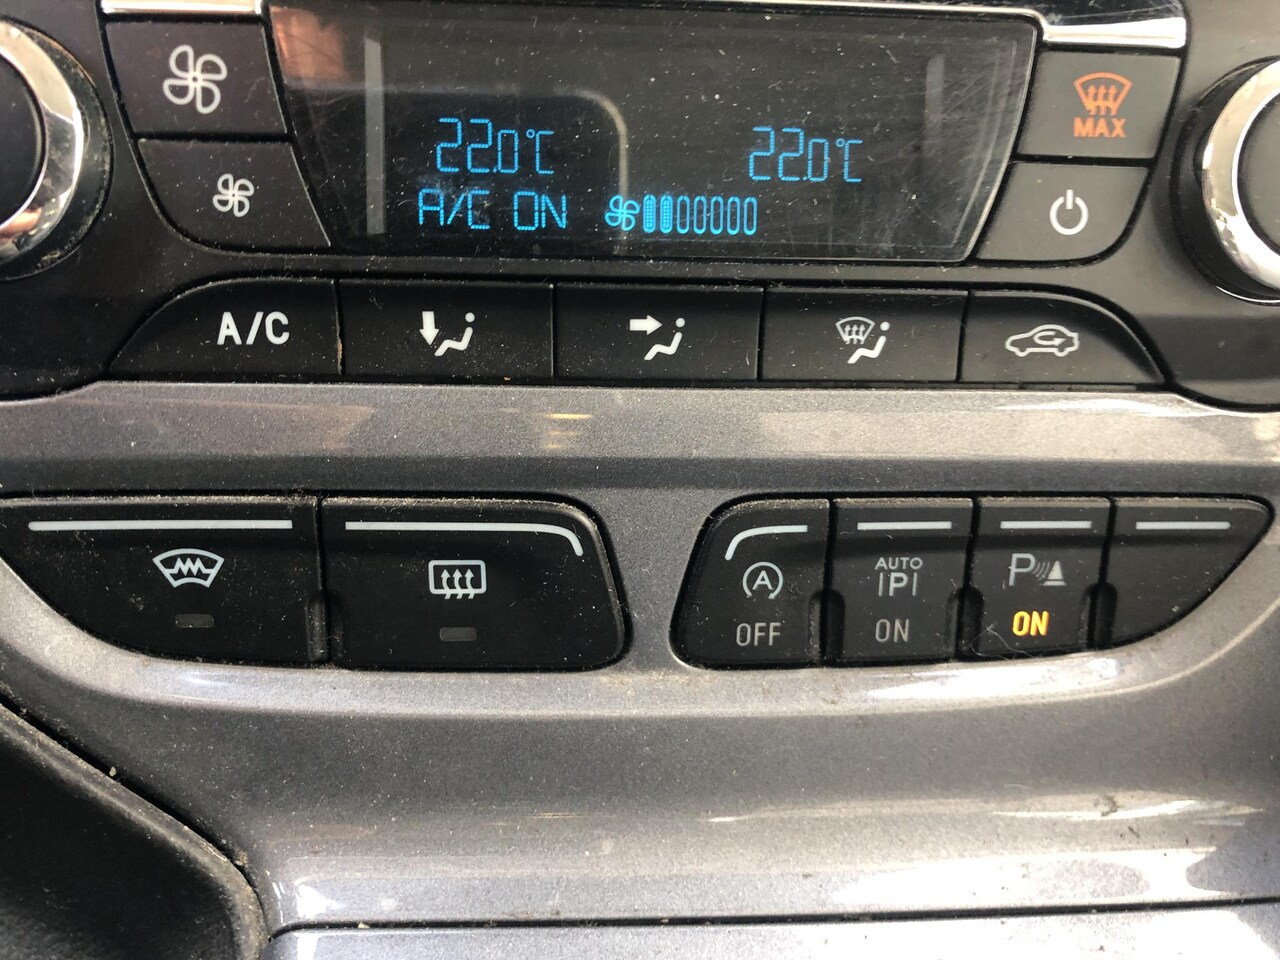 22.0°C 22.0°C
A/C ON
MAX
A/C
A
OFF
AUTO
|P|
ON
P
ON